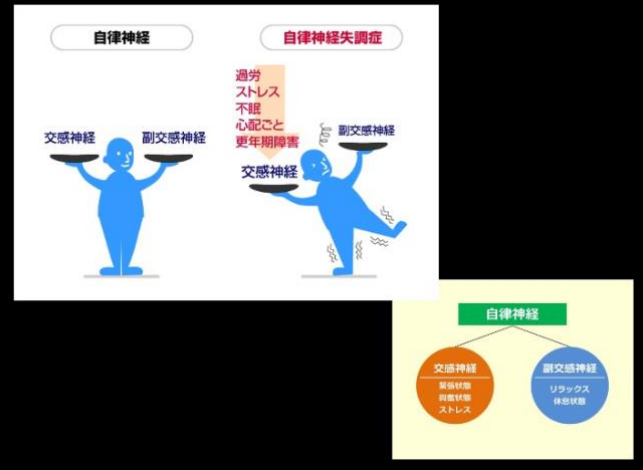 自律神経
自律神経失調症
交感神経
副交感神経
過労
ストレス
不眠
心配ごと
更年期障害
交感神経
副交感神経
自律神経
交感神経
緊張状態
興奮状態
ストレス
副交感神経
リラックス
休息状態